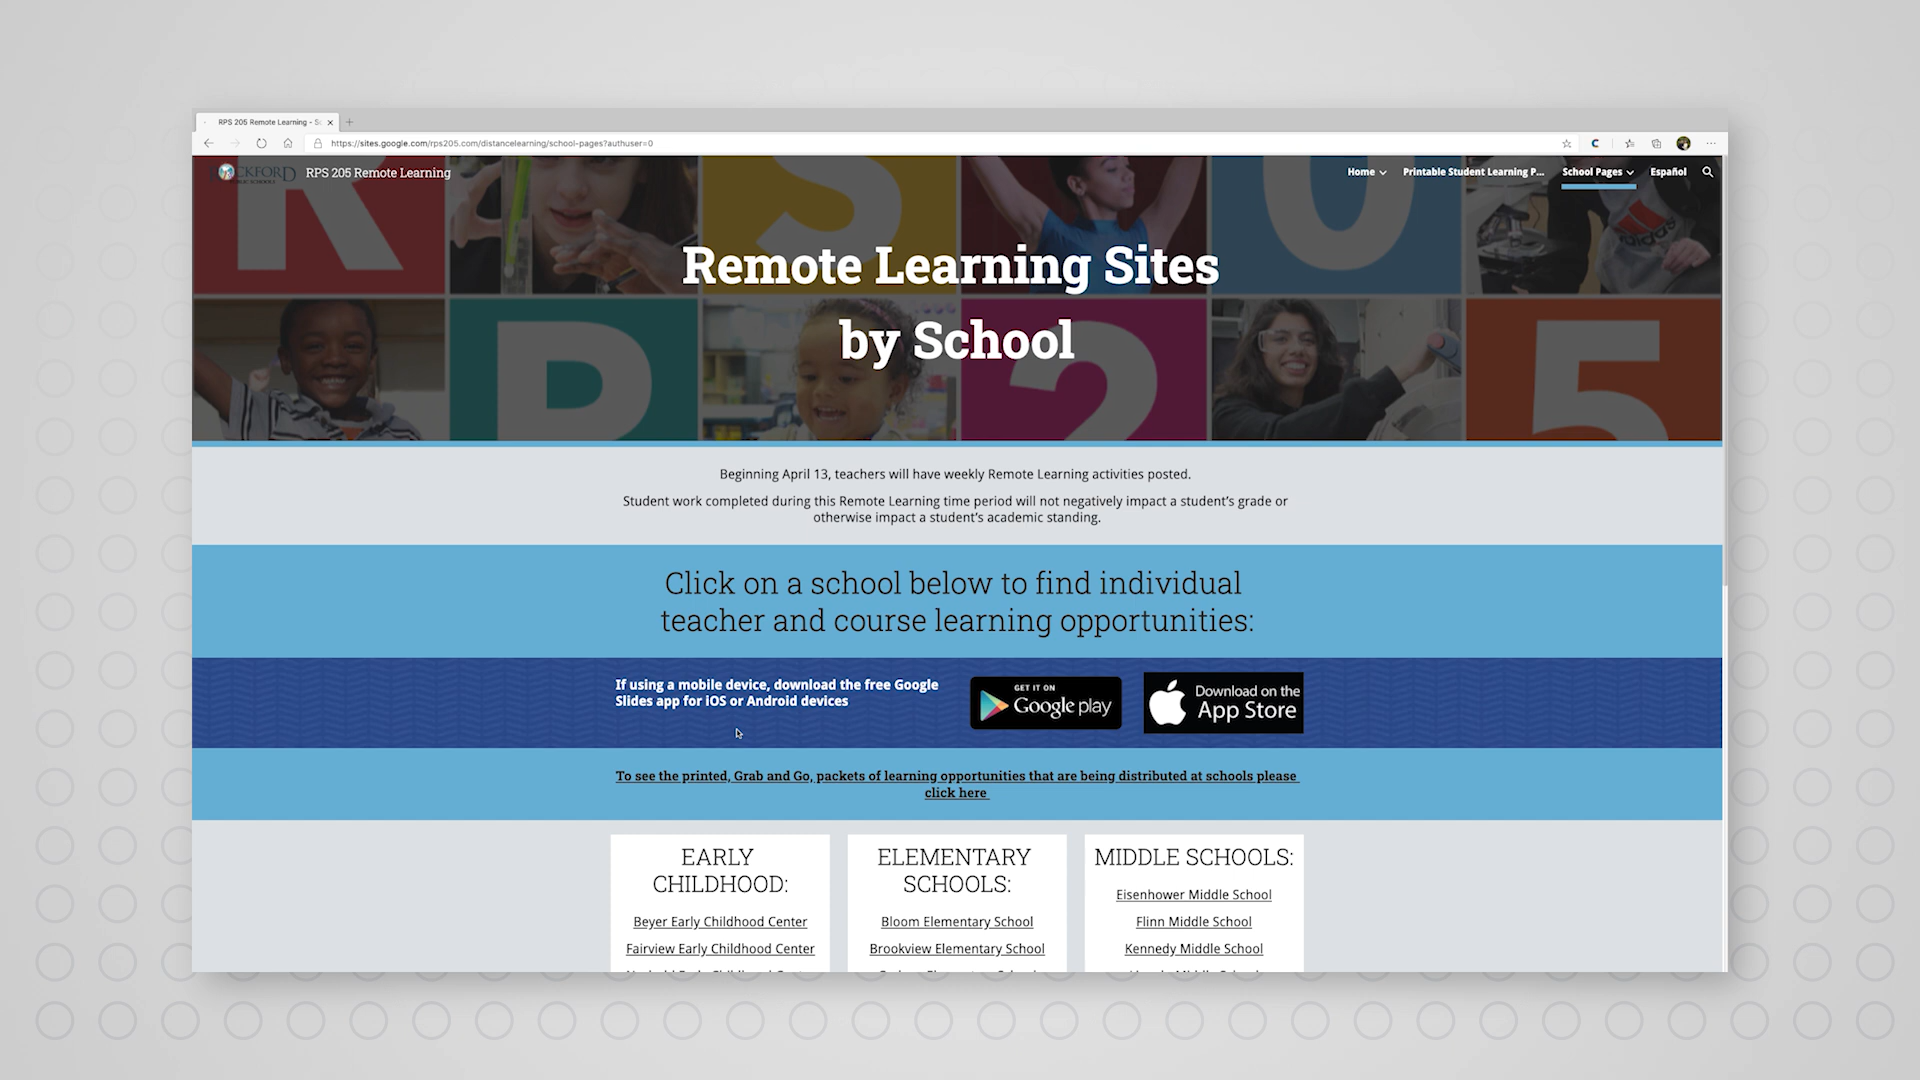 RPS 205 Remote Learning - S
https://sites.google.com/rps205.com/distancelearning/school-pages?authuser=0
RPS 205 Remote Learning
Home
Printable Student Learning P...
School Pages
Español
R S 0
P 2 5
Remote Learning Sites
by School
Beginning April 13, teachers will have weekly Remote Learning activities posted.
Student work completed during this Remote Learning time period will not negatively impact a student's grade or
otherwise impact a student's academic standing.
Click on a school below to find individual
teacher and course learning opportunities:
If using a mobile device, download the free Google
Slides app for iOS or Android devices
GET IT ON
Google play
Download on the
App Store
To see the printed, Grab and Go, packets of learning opportunities that are being distributed at schools please
click here
EARLY
CHILDHOOD:
Beyer Early Childhood Center
Fairview Early Childhood Center
ELEMENTARY
SCHOOLS:
Bloom Elementary School
Brookview Elementary School
MIDDLE SCHOOLS:
Eisenhower Middle School
Flinn Middle School
Kennedy Middle School